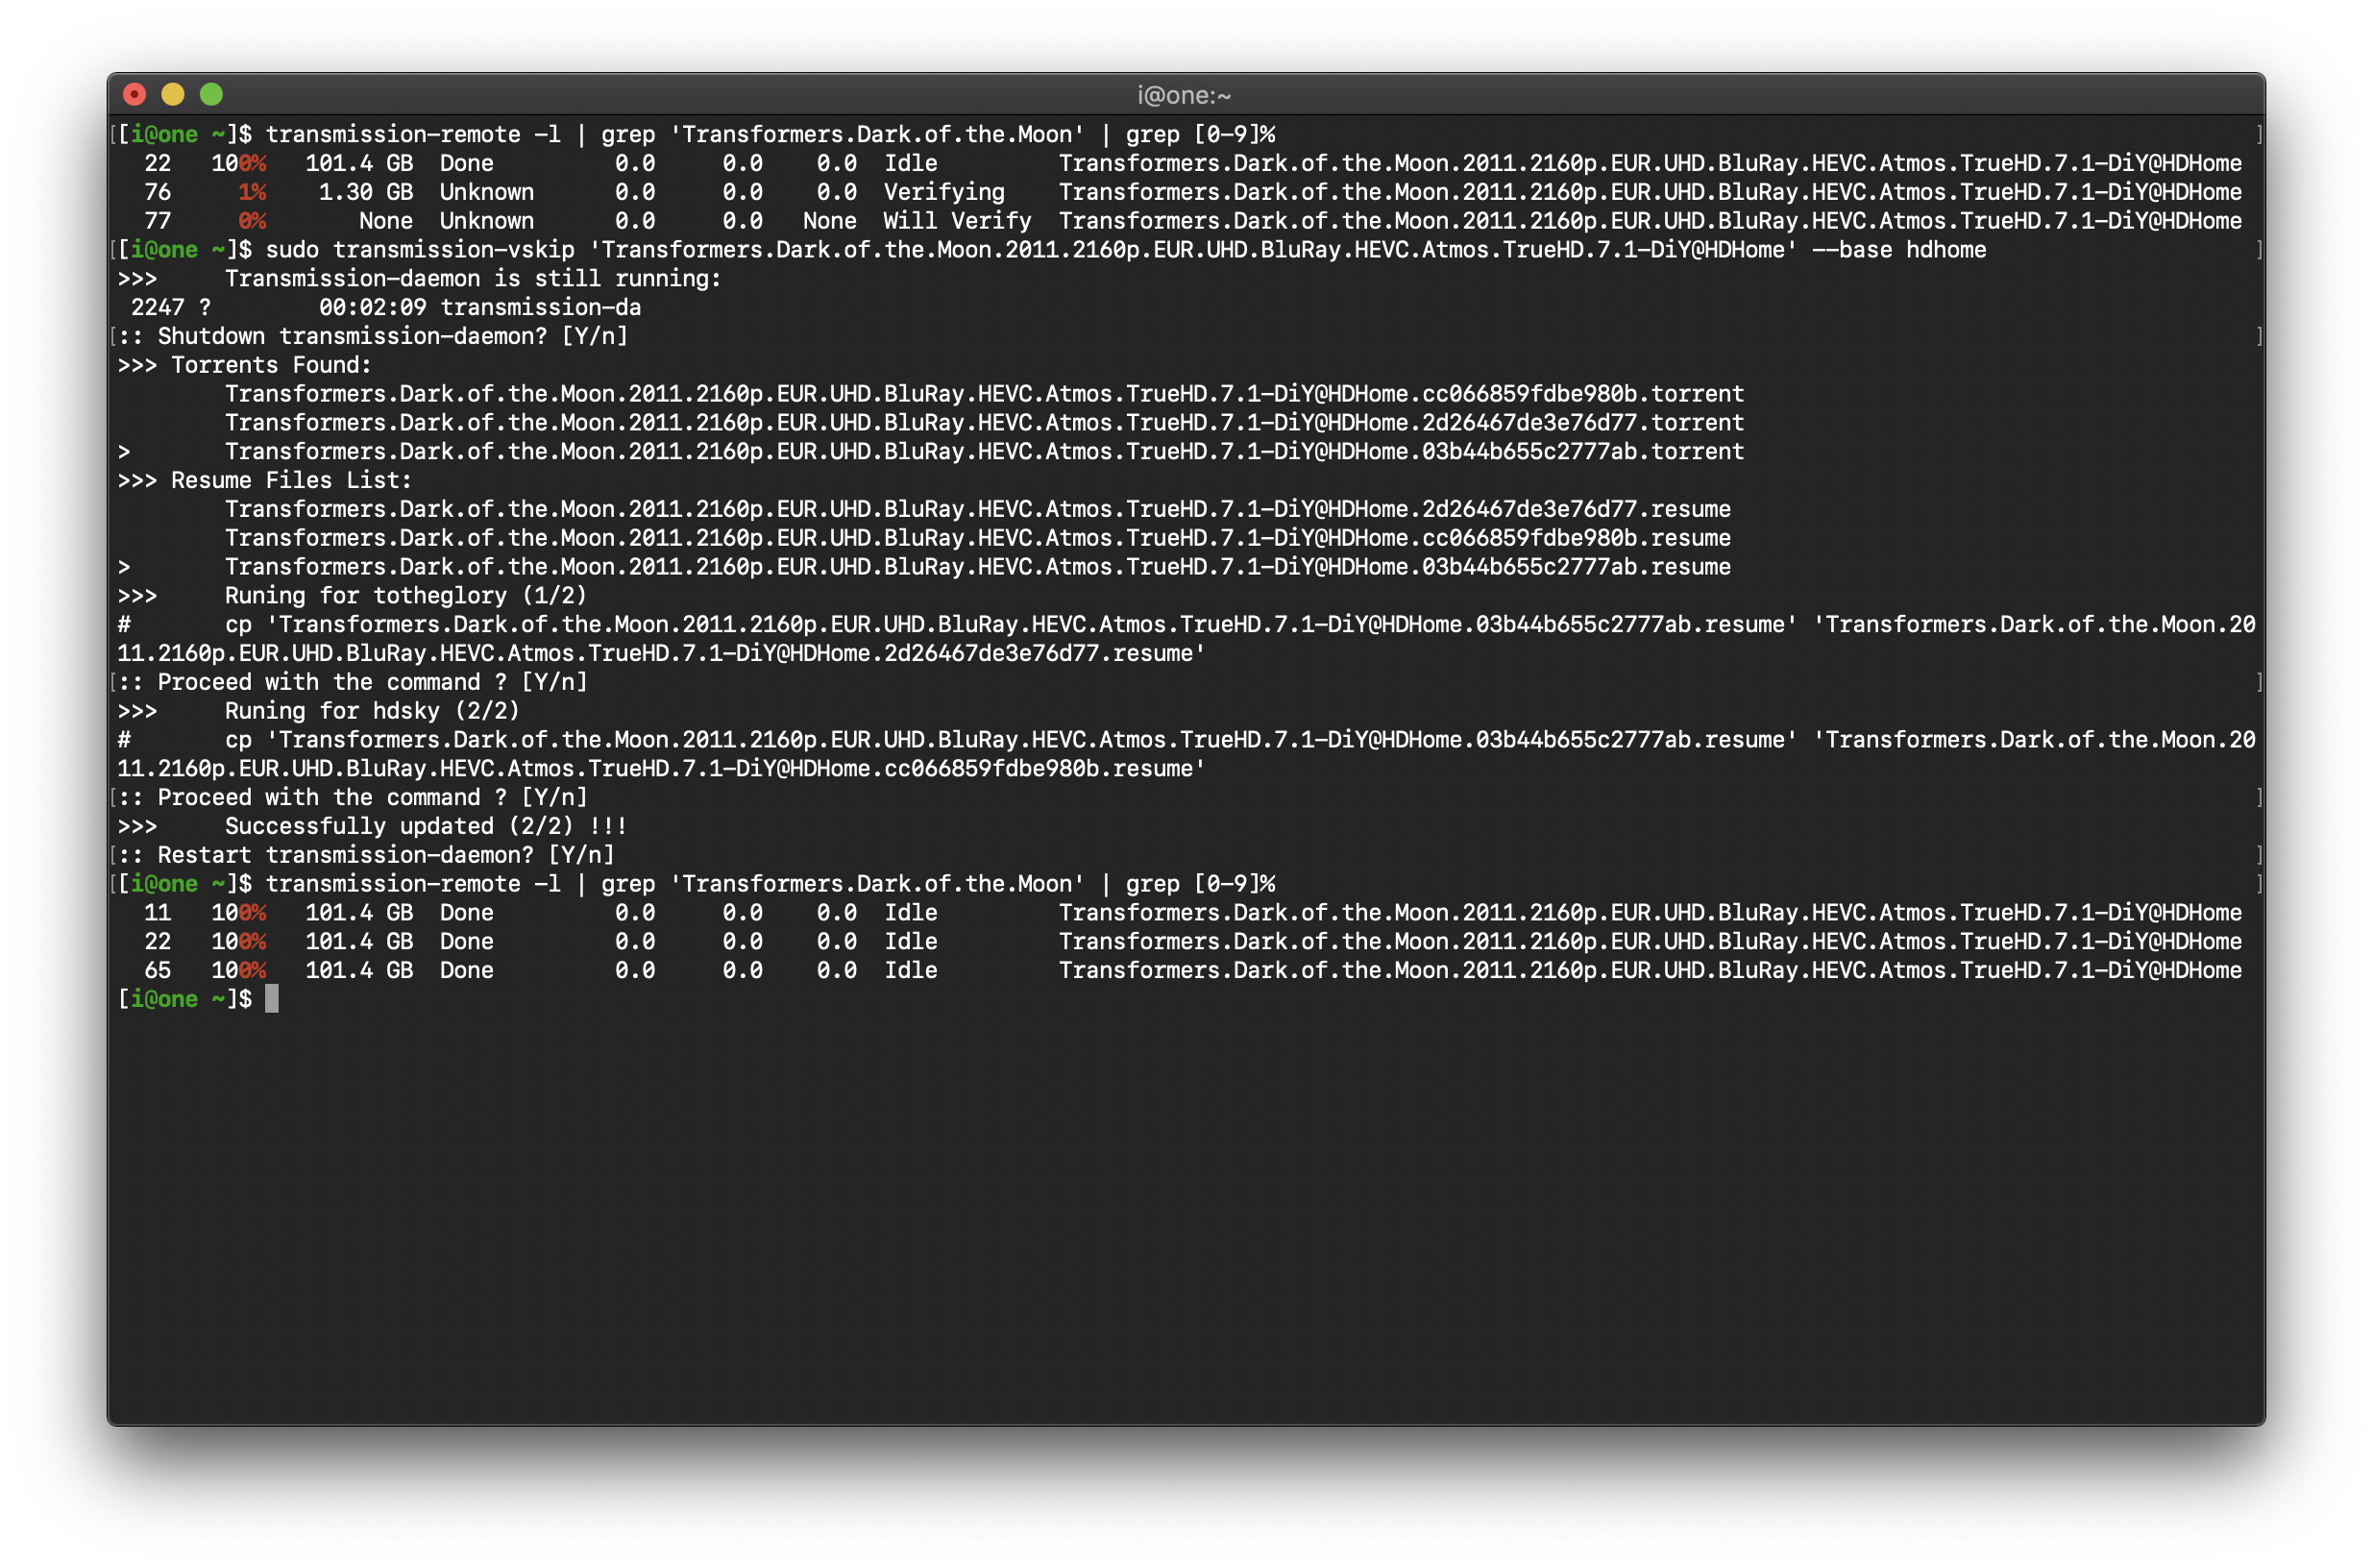 i@one:~
[[i@one ~]$ transmission-remote -l | grep 'Transformers.Dark.of.the.Moon' | grep [0-9]% ]
22 100% 101.4 GB Done 0.0 0.0 0.0 Idle Transformers.Dark.of.the.Moon.2011.2160p.EUR.UHD.BluRay.HEVC.Atmos.TrueHD.7.1-DiY@HDHome
76 1% 1.30 GB Unknown 0.0 0.0 0.0 Verifying Transformers.Dark.of.the.Moon.2011.2160p.EUR.UHD.BluRay.HEVC.Atmos.TrueHD.7.1-DiY@HDHome
77 0% None Unknown 0.0 0.0 None Will Verify Transformers.Dark.of.the.Moon.2011.2160p.EUR.UHD.BluRay.HEVC.Atmos.TrueHD.7.1-DiY@HDHome
[[i@one ~]$ sudo transmission-vskip 'Transformers.Dark.of.the.Moon.2011.2160p.EUR.UHD.BluRay.HEVC.Atmos.TrueHD.7.1-DiY@HDHome' --base hdhome ]
>>> Transmission-daemon is still running:
2247 ? 00:02:09 transmission-da
[:: Shutdown transmission-daemon? [Y/n] ]
>>> Torrents Found:
Transformers.Dark.of.the.Moon.2011.2160p.EUR.UHD.BluRay.HEVC.Atmos.TrueHD.7.1-DiY@HDHome.cc066859fdbe980b.torrent
Transformers.Dark.of.the.Moon.2011.2160p.EUR.UHD.BluRay.HEVC.Atmos.TrueHD.7.1-DiY@HDHome.2d26467de3e76d77.torrent
> Transformers.Dark.of.the.Moon.2011.2160p.EUR.UHD.BluRay.HEVC.Atmos.TrueHD.7.1-DiY@HDHome.03b44b655c2777ab.torrent
>>> Resume Files List:
Transformers.Dark.of.the.Moon.2011.2160p.EUR.UHD.BluRay.HEVC.Atmos.TrueHD.7.1-DiY@HDHome.2d26467de3e76d77.resume
Transformers.Dark.of.the.Moon.2011.2160p.EUR.UHD.BluRay.HEVC.Atmos.TrueHD.7.1-DiY@HDHome.cc066859fdbe980b.resume
> Transformers.Dark.of.the.Moon.2011.2160p.EUR.UHD.BluRay.HEVC.Atmos.TrueHD.7.1-DiY@HDHome.03b44b655c2777ab.resume
>>> Runing for totheglory (1/2)
# cp 'Transformers.Dark.of.the.Moon.2011.2160p.EUR.UHD.BluRay.HEVC.Atmos.TrueHD.7.1-DiY@HDHome.03b44b655c2777ab.resume' 'Transformers.Dark.of.the.Moon.20
11.2160p.EUR.UHD.BluRay.HEVC.Atmos.TrueHD.7.1-DiY@HDHome.2d26467de3e76d77.resume'
[:: Proceed with the command ? [Y/n] ]
>>> Runing for hdsky (2/2)
# cp 'Transformers.Dark.of.the.Moon.2011.2160p.EUR.UHD.BluRay.HEVC.Atmos.TrueHD.7.1-DiY@HDHome.03b44b655c2777ab.resume' 'Transformers.Dark.of.the.Moon.20
11.2160p.EUR.UHD.BluRay.HEVC.Atmos.TrueHD.7.1-DiY@HDHome.cc066859fdbe980b.resume'
[:: Proceed with the command ? [Y/n] ]
>>> Successfully updated (2/2) !!!
[:: Restart transmission-daemon? [Y/n] ]
[[i@one ~]$ transmission-remote -l | grep 'Transformers.Dark.of.the.Moon' | grep [0-9]% ]
11 100% 101.4 GB Done 0.0 0.0 0.0 Idle Transformers.Dark.of.the.Moon.2011.2160p.EUR.UHD.BluRay.HEVC.Atmos.TrueHD.7.1-DiY@HDHome
22 100% 101.4 GB Done 0.0 0.0 0.0 Idle Transformers.Dark.of.the.Moon.2011.2160p.EUR.UHD.BluRay.HEVC.Atmos.TrueHD.7.1-DiY@HDHome
65 100% 101.4 GB Done 0.0 0.0 0.0 Idle Transformers.Dark.of.the.Moon.2011.2160p.EUR.UHD.BluRay.HEVC.Atmos.TrueHD.7.1-DiY@HDHome
[i@one ~]$